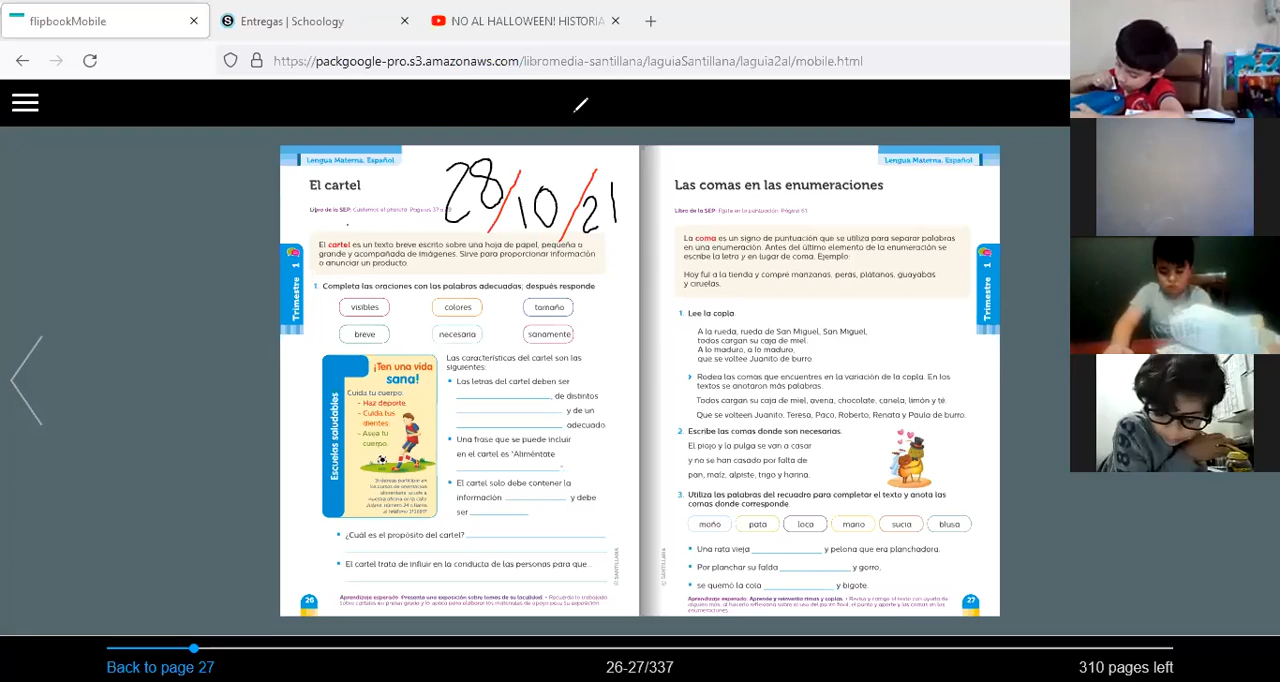 flipbookMobile
Entregas | Schoology
NO AL HALLOWEEN! HISTORIA
https://packgoogle-pro.s3.amazonaws.com/libromedia-santillana/laguiaSantillana/laguia2al/mobile.html
Lengua Materna. Español
El cartel
28/10/21
El cartel es un texto breve escrito sobre una hoja de papel, pequeña o
grande y acompañada de imágenes. Sirve para proporcionar información
o anunciar un producto.
Trimestre 1
1. Completa las oraciones con las palabras adecuadas; después responde
visibles colores tamaño
breve necesaria sanamente
Escuelas saludables
¡Ten una vida
sana!
Cuida tu cuerpo:
- Haz deporte.
- Cuida tus
dientes.
- Asea tu
cuerpo.
Las características del cartel son las
siguientes:
• Las letras del cartel deben ser
, de distintos
y de un
adecuado.
• Una frase que se puede incluir
en el cartel es "Aliméntate
".
• El cartel solo debe contener la
información y debe
ser
• ¿Cuál es el propósito del cartel?
• El cartel trata de influir en la conducta de las personas para que...
© SANTILLANA
26
Lengua Materna. Español
Las comas en las enumeraciones
La coma es un signo de puntuación que se utiliza para separar palabras
en una enumeración. Antes del último elemento de la enumeración se
escribe la letra y en lugar de coma. Ejemplo:
Hoy fui a la tienda y compré manzanas, peras, plátanos, guayabas
y ciruelas.
Trimestre 1
1. Lee la copla.
A la rueda, rueda de San Miguel, San Miguel,
todos cargan su caja de miel.
A lo maduro, a lo maduro,
que se voltee Juanito de burro
Rodea las comas que encuentres en la variación de la copla. En los
textos se anotaron más palabras.
Todos cargan su caja de miel, avena, chocolate, canela, limón y té.
Que se volteen Juanito, Teresa, Paco, Roberto, Renata y Paula de burro.
2. Escribe las comas donde son necesarias.
El piojo y la pulga se van a casar
y no se han casado por falta de
pan, maíz, alpiste, trigo y harina.
3. Utiliza las palabras del recuadro para completar el texto y anota las
comas donde corresponde.
moño pata loca mano sucia blusa
• Una rata vieja y pelona que era planchadora.
• Por planchar su falda y gorro,
• se quemó la cola y bigote.
© SANTILLANA
27
Back to page 27
26-27/337
310 pages left